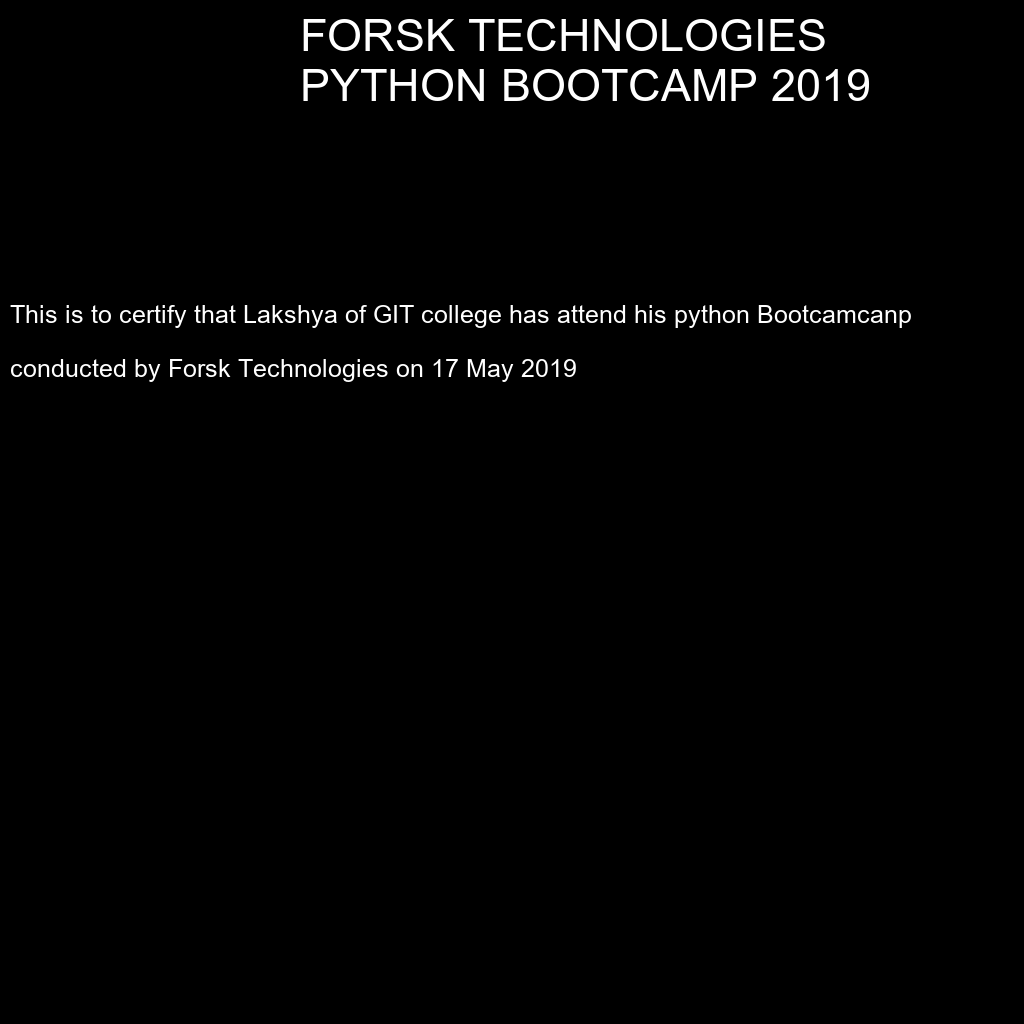 FORSK TECHNOLOGIES
PYTHON BOOTCAMP 2019
This is to certify that Lakshya of GIT college has attend his python Bootcamcanp
conducted by Forsk Technologies on 17 May 2019